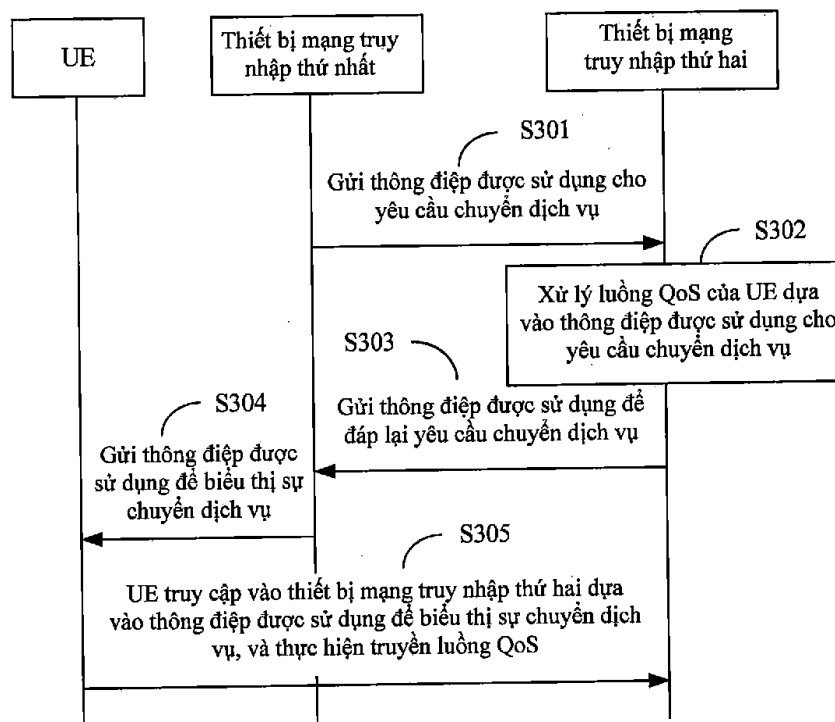 UE
Thiết bị mạng truy
nhập thứ nhất
Thiết bị mạng
truy nhập thứ hai
S301
Gửi thông điệp được sử dụng cho
yêu cầu chuyển dịch vụ
S302
Xử lý luồng QoS của UE dựa
vào thông điệp được sử dụng cho
yêu cầu chuyển dịch vụ
S303
Gửi thông điệp được sử dụng để
đáp lại yêu cầu chuyển dịch vụ
S304
Gửi thông điệp được
sử dụng để biểu thị sự
chuyển dịch vụ
S305
UE truy cập vào thiết bị mạng truy nhập thứ hai dựa
vào thông điệp được sử dụng để biểu thị sự chuyển dịch
vụ, và thực hiện truyền luồng QoS